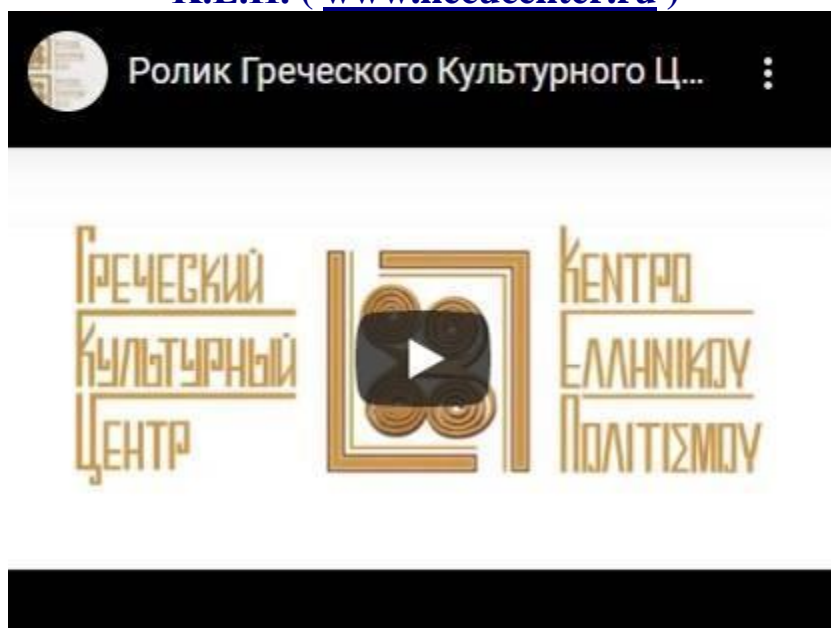 Ролик Греческого Культурного Ц...
Греческий
Культурный
Центр
Κεντρο
Ελληνικου
Πολιτισμου